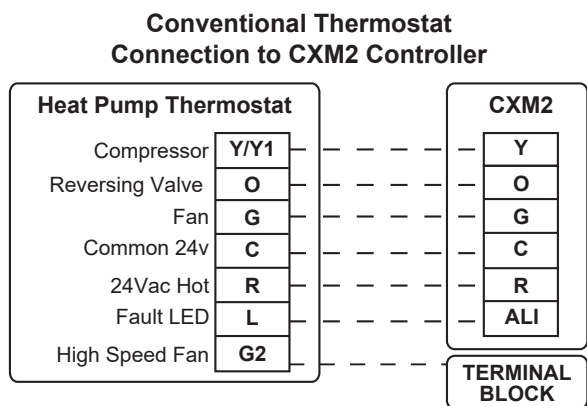 Conventional Thermostat
Connection to CXM2 Controller
Heat Pump Thermostat CXM2
Compressor Y/Y1 Y
Reversing Valve O O
Fan G G
Common 24v C C
24Vac Hot R R
Fault LED L ALI
High Speed Fan G2
TERMINAL
BLOCK